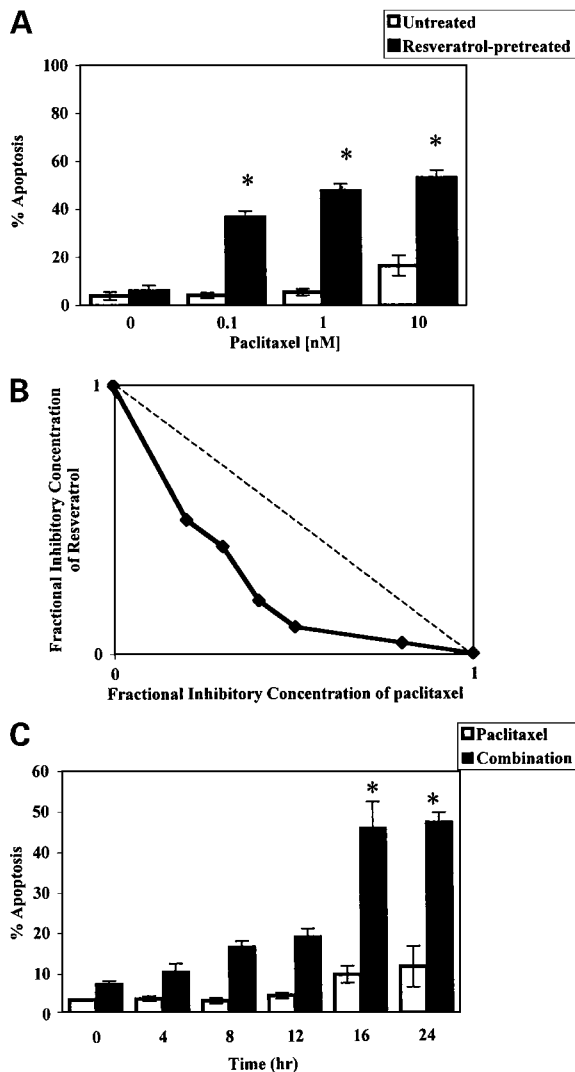 A
Untreated
Resveratrol-pretreated
100
80
60
40
20
0
% Apoptosis
* * *
0 0.1 1 10
Paclitaxel [nM]
B
1
0
Fractional Inhibitory Concentration
of Resveratrol
0 1
Fractional Inhibitory Concentration of paclitaxel
C
Paclitaxel
Combination
60
50
40
30
20
10
0
% Apoptosis
* *
0 4 8 12 16 24
Time (hr)